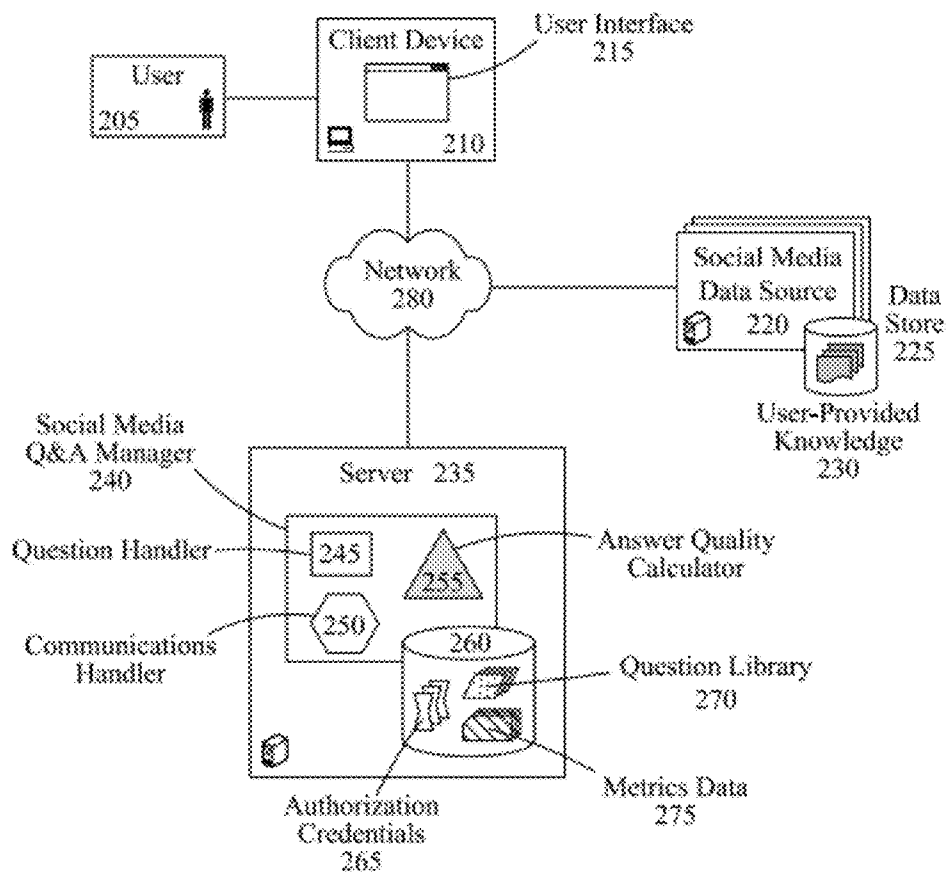 User
205
Client Device
210
User Interface
215
Network
280
Social Media
Data Source
220
Data
Store
225
User-Provided
Knowledge
230
Social Media
Q&A Manager
240
Server 235
Question Handler
245
255
Answer Quality
Calculator
250
Communications
Handler
260
Question Library
270
Metrics Data
275
Authorization
Credentials
265